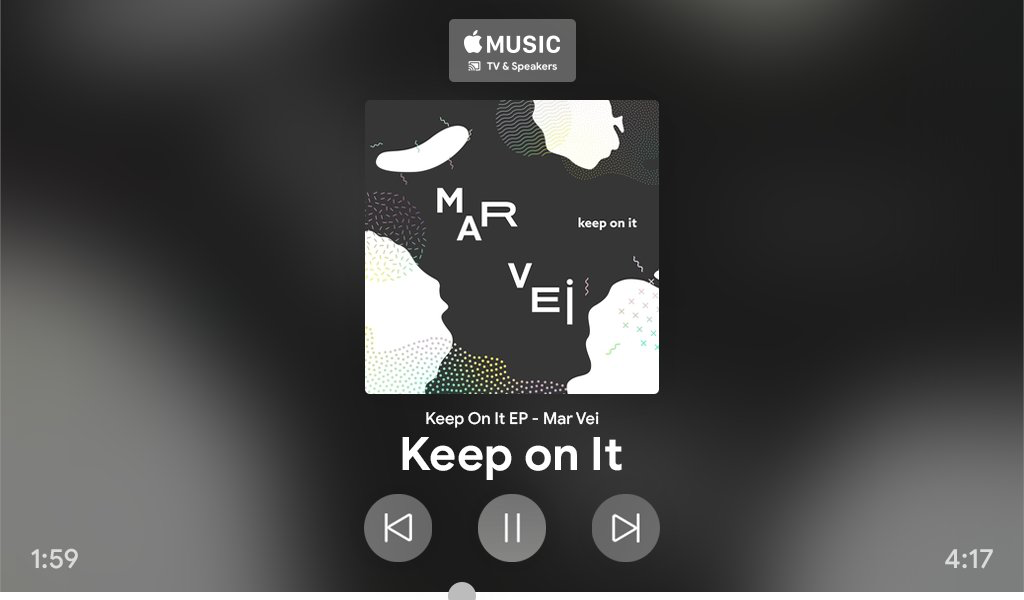 MUSIC
TV & Speakers
MAR
keep on it
VEi
Keep On It EP - Mar Vei
Keep on It
1:59
4:17